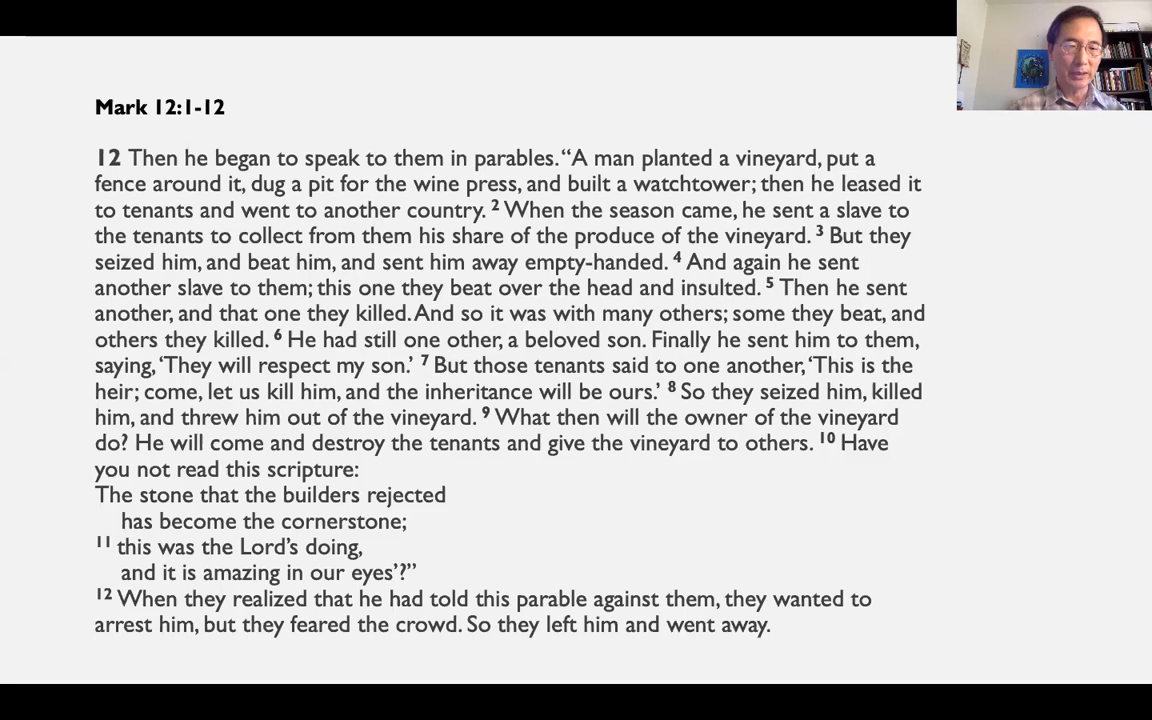 Mark 12:1-12
12 Then he began to speak to them in parables. “A man planted a vineyard, put a
fence around it, dug a pit for the wine press, and built a watchtower; then he leased it
to tenants and went to another country. 2 When the season came, he sent a slave to
the tenants to collect from them his share of the produce of the vineyard. 3 But they
seized him, and beat him, and sent him away empty-handed. 4 And again he sent
another slave to them; this one they beat over the head and insulted. 5 Then he sent
another, and that one they killed. And so it was with many others; some they beat, and
others they killed. 6 He had still one other, a beloved son. Finally he sent him to them,
saying, ‘They will respect my son.’ 7 But those tenants said to one another, ‘This is the
heir; come, let us kill him, and the inheritance will be ours.’ 8 So they seized him, killed
him, and threw him out of the vineyard. 9 What then will the owner of the vineyard
do? He will come and destroy the tenants and give the vineyard to others. 10 Have
you not read this scripture:
The stone that the builders rejected
has become the cornerstone;
11 this was the Lord’s doing,
and it is amazing in our eyes’?”
12 When they realized that he had told this parable against them, they wanted to
arrest him, but they feared the crowd. So they left him and went away.